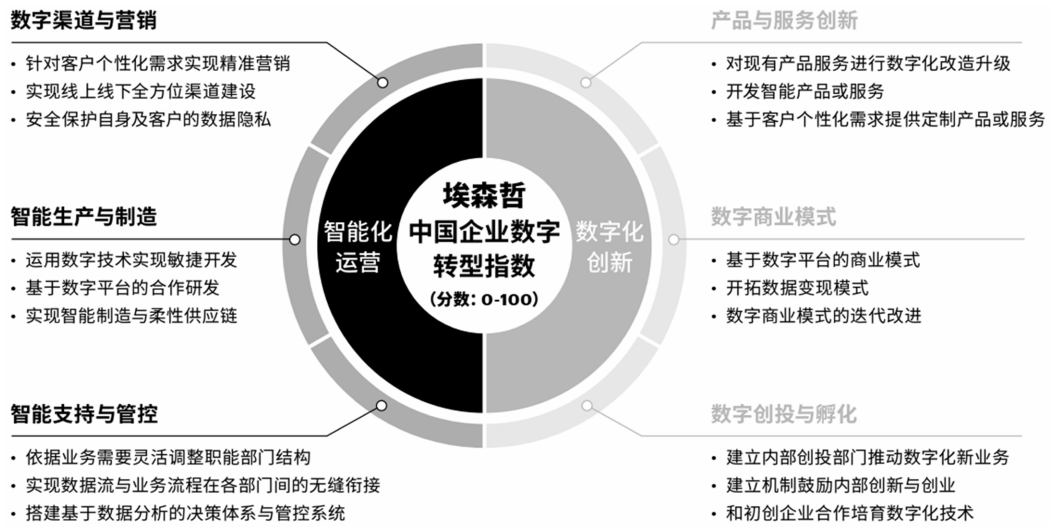 数字渠道与营销
• 针对客户个性化需求实现精准营销
• 实现线上线下全方位渠道建设
• 安全保护自身及客户的数据隐私
智能生产与制造
• 运用数字技术实现敏捷开发
• 基于数字平台的合作研发
• 实现智能制造与柔性供应链
智能支持与管控
• 依据业务需要灵活调整职能部门结构
• 实现数据流与业务流程在各部门间的无缝衔接
• 搭建基于数据分析的决策体系与管控系统
智能化
运营
埃森哲
中国企业数字
转型指数
（分数：0-100）
数字化
创新
产品与服务创新
• 对现有产品服务进行数字化改造升级
• 开发智能产品或服务
• 基于客户个性化需求提供定制产品或服务
数字商业模式
• 基于数字平台的商业模式
• 开拓数据变现模式
• 数字商业模式的迭代改进
数字创投与孵化
• 建立内部创投部门推动数字化新业务
• 建立机制鼓励内部创新与创业
• 和初创企业合作培育数字化技术